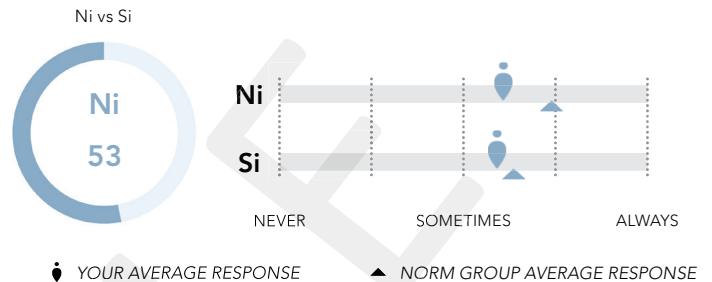 Ni vs Si
Ni
53
Ni
Si
NEVER SOMETIMES ALWAYS
YOUR AVERAGE RESPONSE NORM GROUP AVERAGE RESPONSE